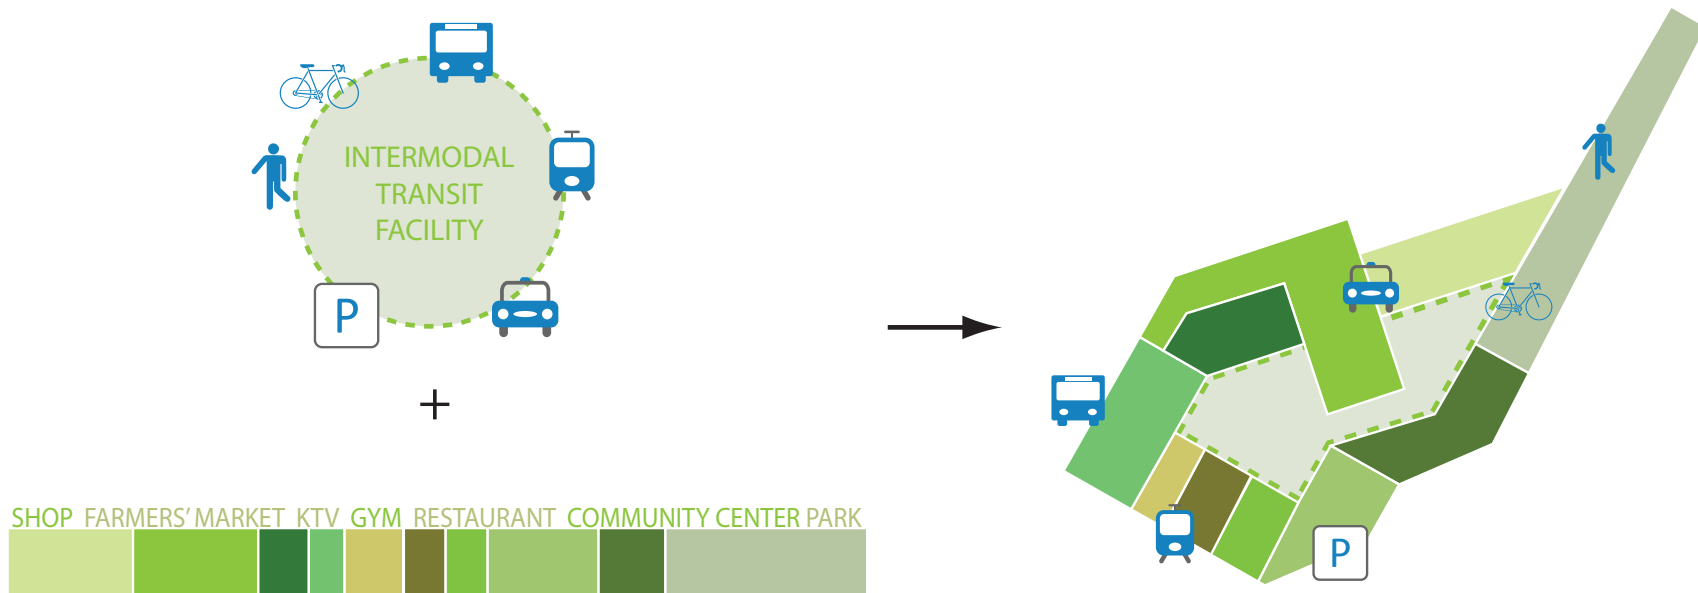 INTERMODAL
TRANSIT
FACILITY
P
+
SHOP FARMERS' MARKET KTV GYM RESTAURANT COMMUNITY CENTER PARK
P